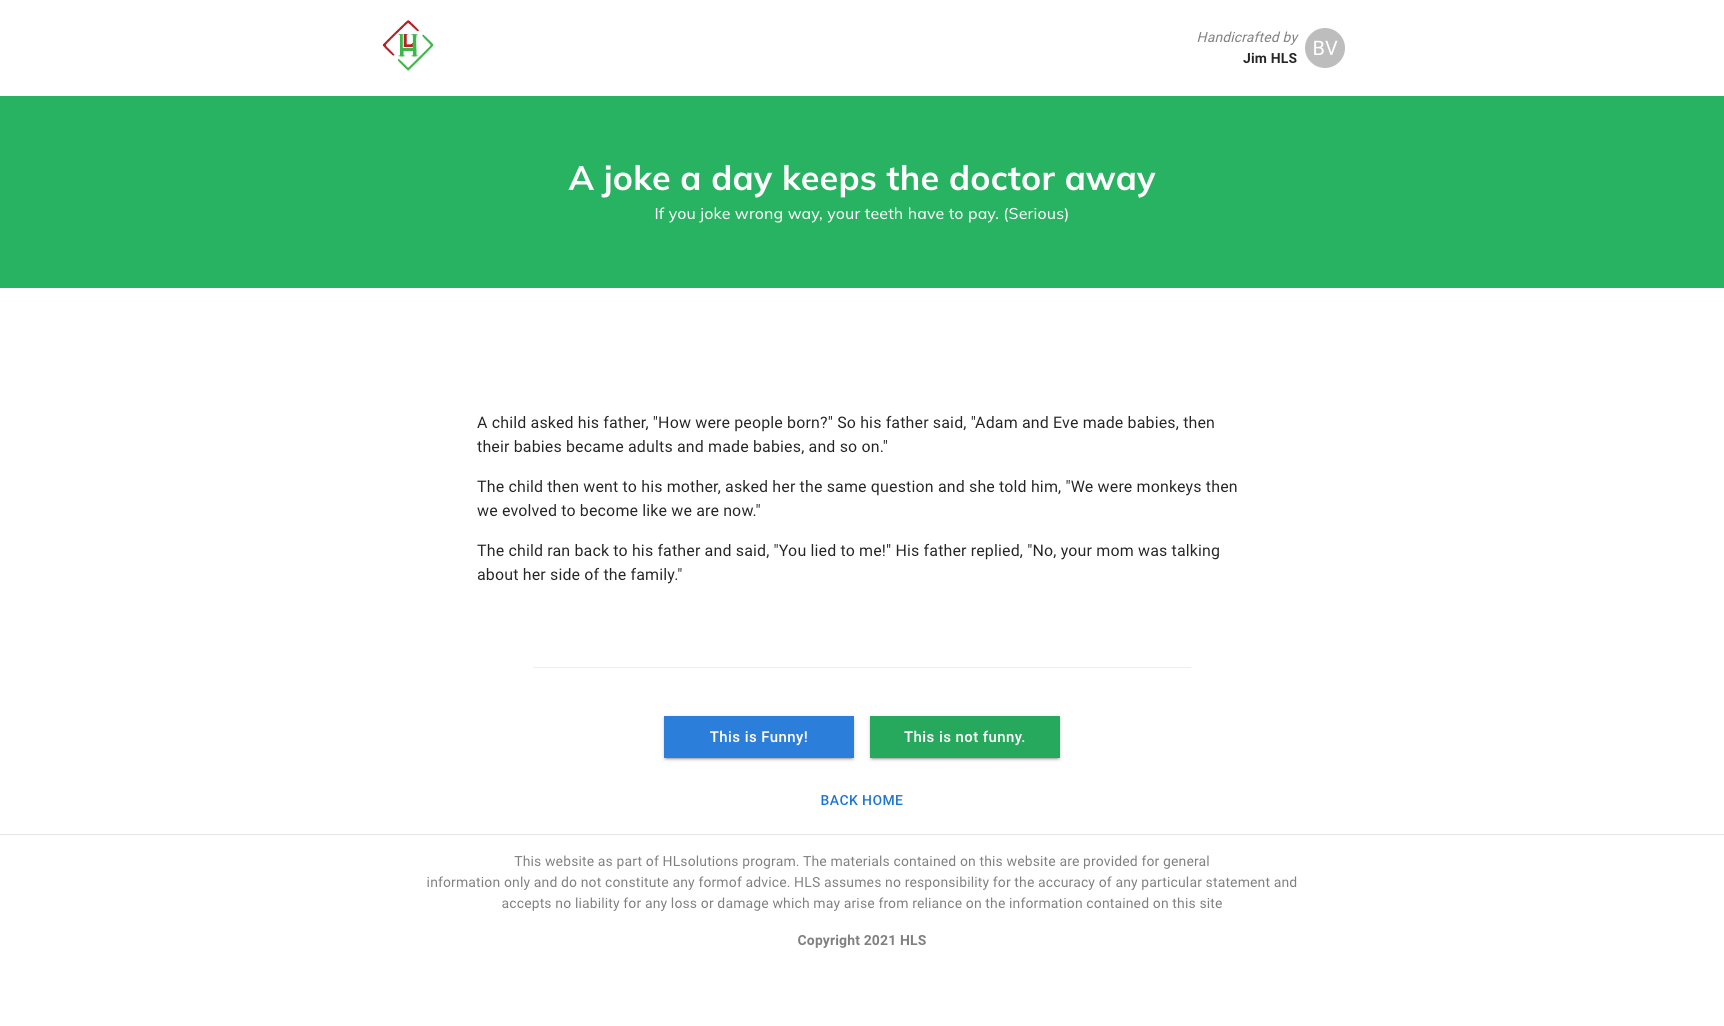 HL
Handicrafted by
Jim HLS
BV
A joke a day keeps the doctor away
If you joke wrong way, your teeth have to pay. (Serious)
A child asked his father, "How were people born?" So his father said, "Adam and Eve made babies, then
their babies became adults and made babies, and so on."
The child then went to his mother, asked her the same question and she told him, "We were monkeys then
we evolved to become like we are now."
The child ran back to his father and said, "You lied to me!" His father replied, "No, your mom was talking
about her side of the family."
This is Funny!
This is not funny.
BACK HOME
This website as part of HLsolutions program. The materials contained on this website are provided for general
information only and do not constitute any formof advice. HLS assumes no responsibility for the accuracy of any particular statement and
accepts no liability for any loss or damage which may arise from reliance on the information contained on this site
Copyright 2021 HLS